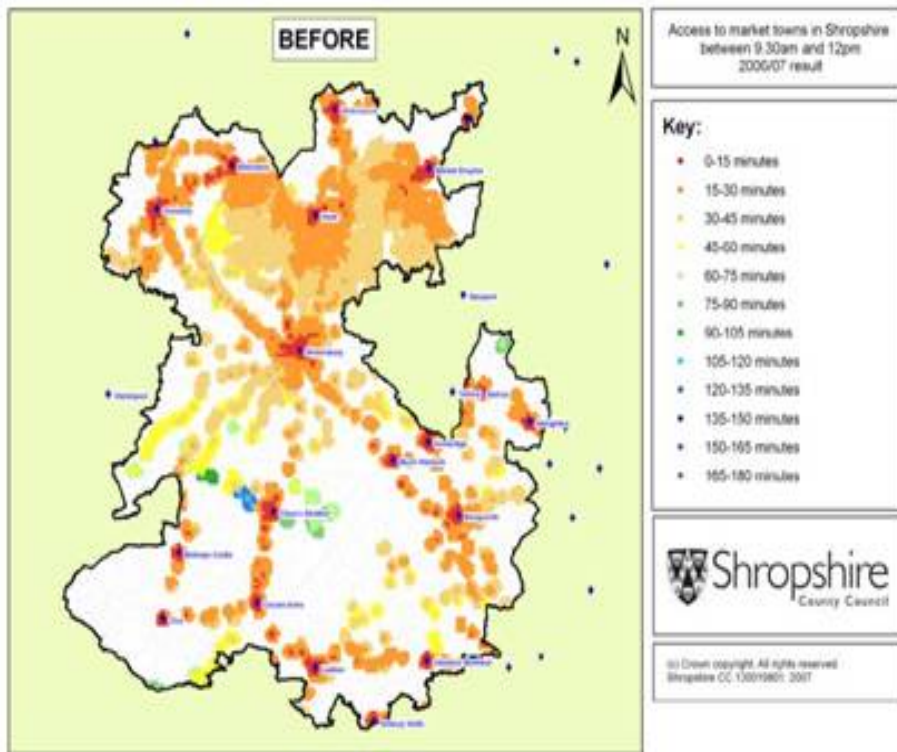 BEFORE
N
Access to market towns in Shropshire
between 9.30am and 12pm
2006/07 result
Key:
0-15 minutes
15-30 minutes
30-45 minutes
45-60 minutes
60-75 minutes
75-90 minutes
90-105 minutes
105-120 minutes
120-135 minutes
135-150 minutes
150-165 minutes
165-180 minutes
Whitchurch
Market Drayton
Ellesmere
Oswestry
Wem
Newport
Shrewsbury
Welshpool
Much Wenlock
Bridgnorth
Church Stretton
Bishops Castle
Craven Arms
Clun
Ludlow
Cleobury Mortimer
Shropshire
County Council
(c) Crown copyright. All rights reserved
Shropshire CC
2007